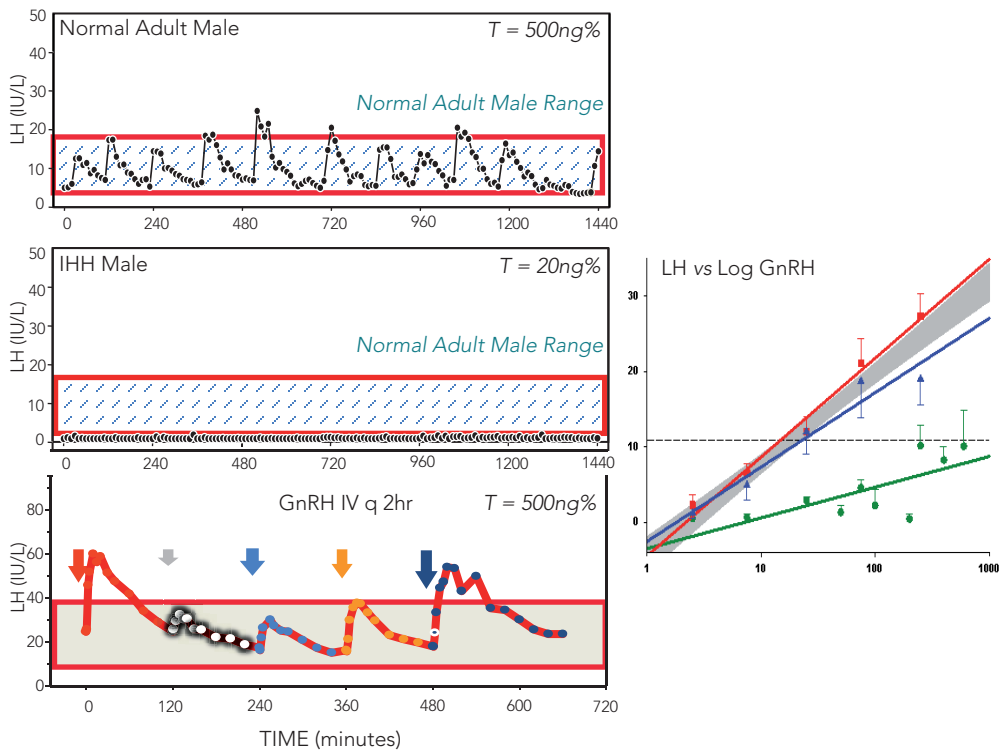 50
Normal Adult Male
T = 500ng%
40
30
Normal Adult Male Range
20
10
0
LH (IU/L)
0 240 480 720 960 1200 1440
50
IHH Male
T = 20ng%
40
30
Normal Adult Male Range
20
10
0
LH (IU/L)
0 240 480 720 960 1200 1440
GnRH IV q 2hr
T = 500ng%
80
60
40
20
0
LH (IU/L)
0 120 240 360 480 600 720
TIME (minutes)
LH vs Log GnRH
30
20
10
0
1 10 100 1000